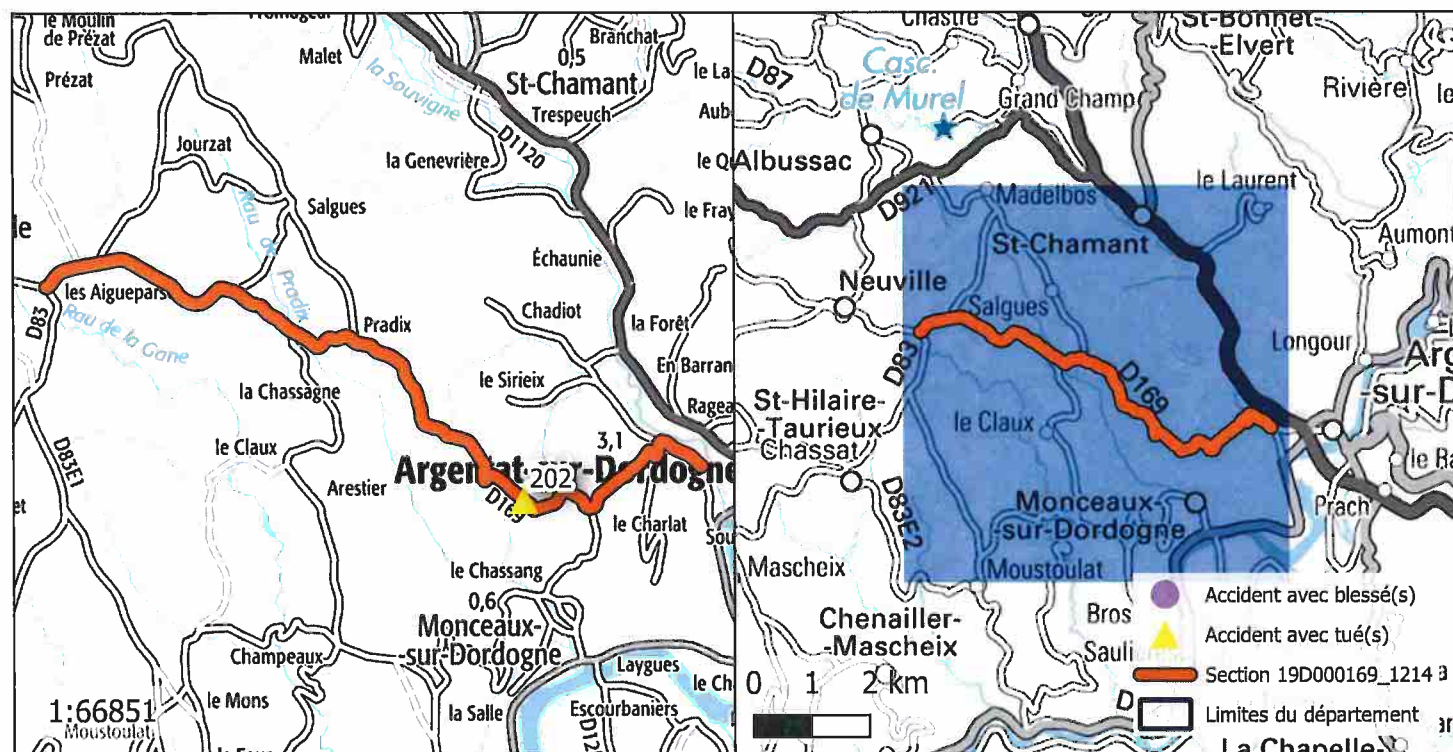 le Moulin
de Prézat
Prézat
Malet
la Souvigne
Branchat
0,5
St-Chamant
Trespeuch
D1120
Jourzat
la Genevrière
Salgues
Rau de Pradix
Échaunie
les Aiguepars
D83
Rau de la Gane
Pradix
Chadiot
la Forêt
la Chassagne
le Sirieix
En Barran
Ragea
3,1
D83E1
le Claux
Argentat-sur-Dordogne
202
Arestier
D169
le Charlat
le Chassang
0,6
Monceaux-
-sur-Dordogne
Champeaux
Laygues
le Mons
la Salle
Escourbaniers
1:66851
Moustoulat
Chastre
St-Bonnet-
-Elvert
D87
Casc.
de Murel
Grand Champ
Rivière
Albussac
le Laurent
D921
Madelbos
St-Chamant
Aumont
Neuville
Salgues
Longour
D83
D169
St-Hilaire-
-Taurieux
Chassat
le Claux
D83E2
Monceaux-
-sur-Dordogne
Prach
Mascheix
Moustoulat
Chenailler-
-Mascheix
Bros
0 1 2 km
Accident avec blessé(s)
Accident avec tué(s)
Section 19D000169_1214
Limites du département
La Chapelle